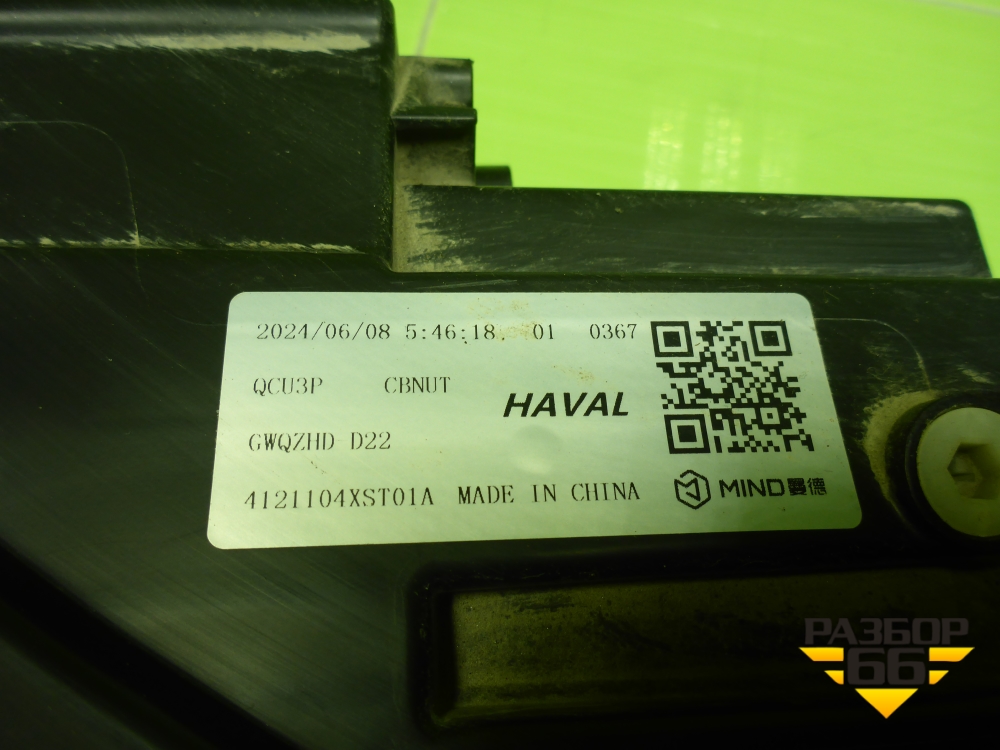 2024/06/08 5:46:18 01 0367
QCU3P CBNUT
HAVAL
GWQZHD D22
4121104XST01A MADE IN CHINA
MIND曼德
РАЗБОР
66